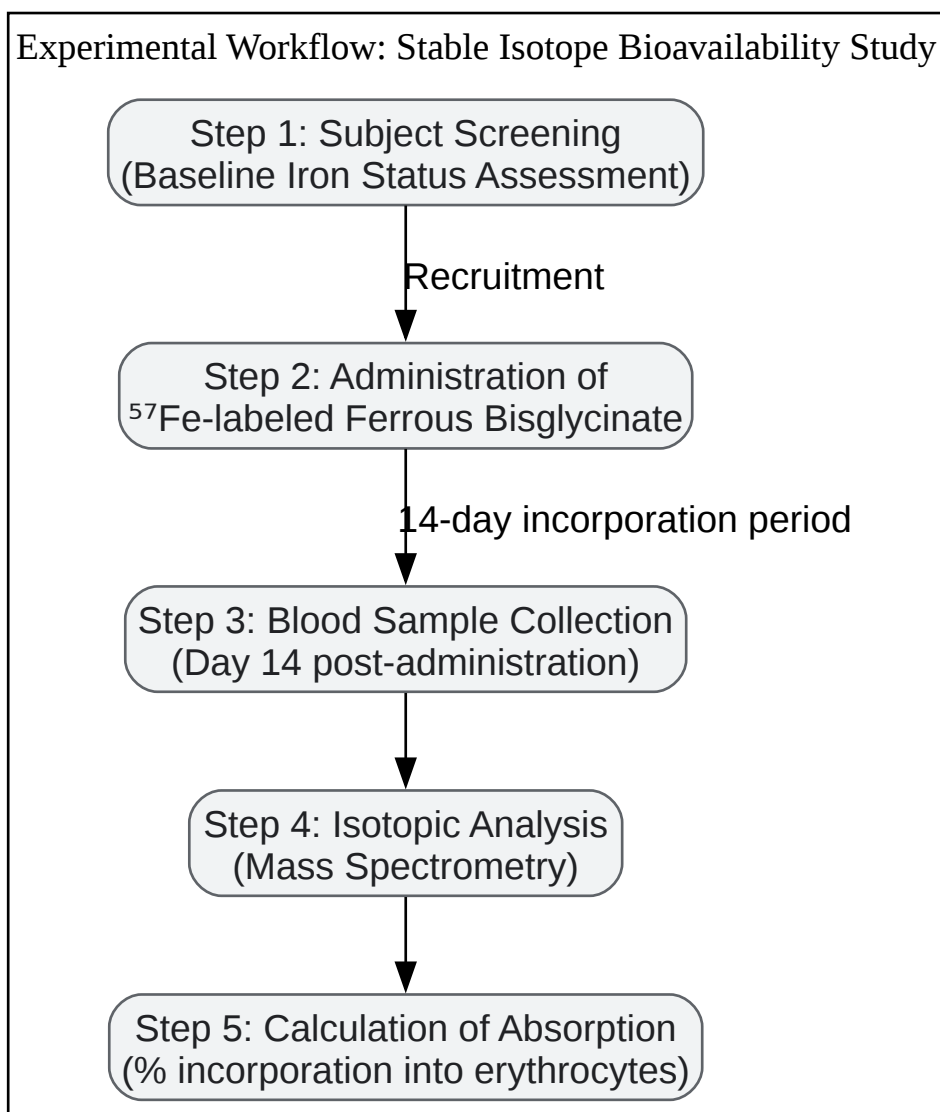 Experimental Workflow: Stable Isotope Bioavailability Study
Step 1: Subject Screening
(Baseline Iron Status Assessment)
Recruitment
Step 2: Administration of
⁵⁷Fe-labeled Ferrous Bisglycinate
14-day incorporation period
Step 3: Blood Sample Collection
(Day 14 post-administration)
Step 4: Isotopic Analysis
(Mass Spectrometry)
Step 5: Calculation of Absorption
(% incorporation into erythrocytes)